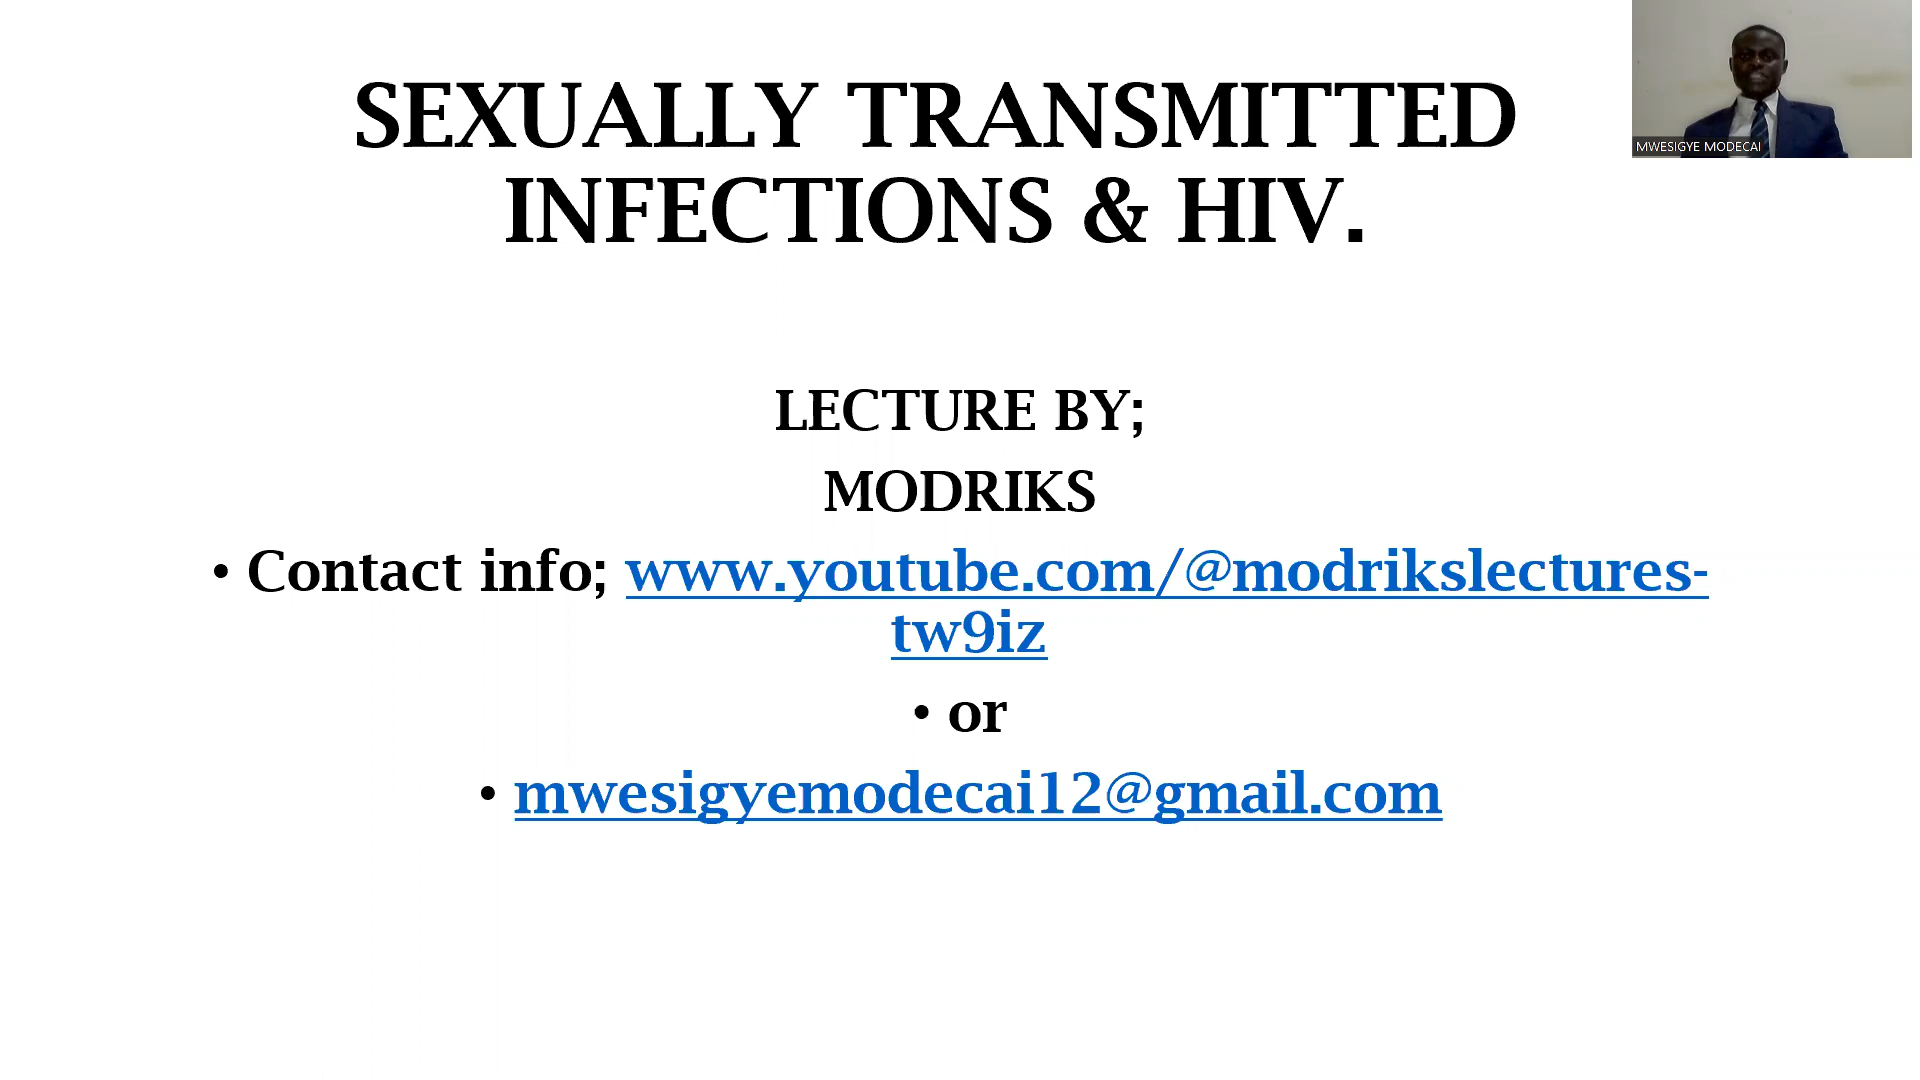 SEXUALLY TRANSMITTED
INFECTIONS & HIV.
MWESIGYE MODECAI
LECTURE BY;
MODRIKS
• Contact info; www.youtube.com/@modrikslectures-
tw9iz
• or
• mwesigyemodecai12@gmail.com